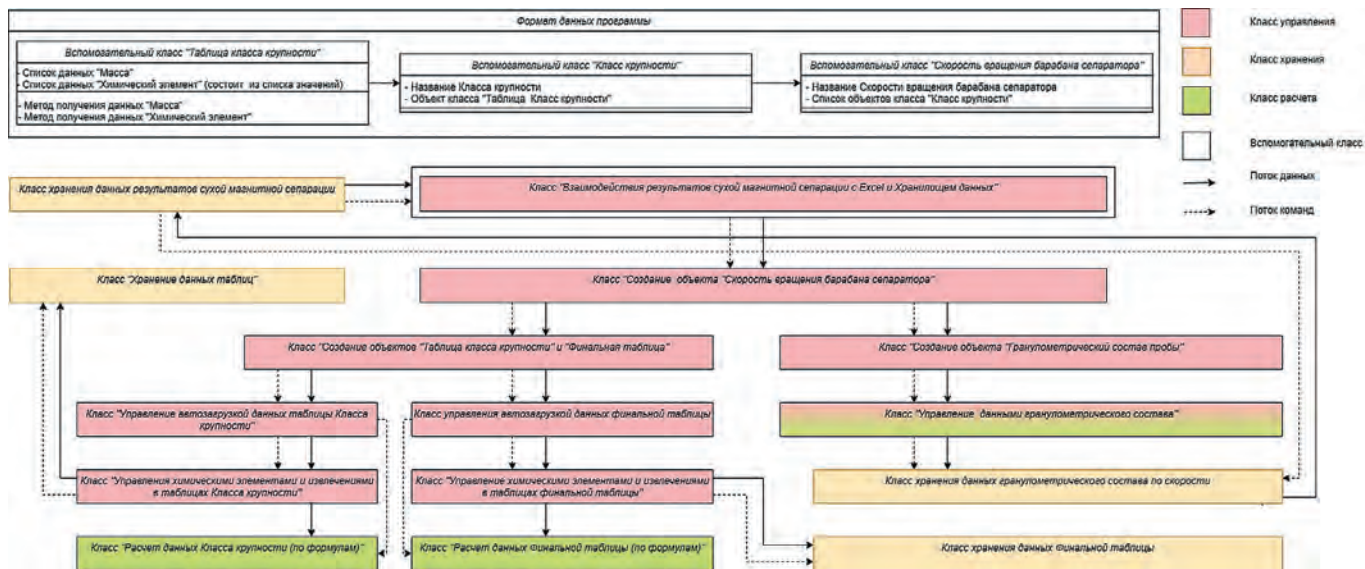 Формат данных программы
Вспомогательный класс "Таблица класса крупности"
- Список данных "Масса"
- Список данных "Химический элемент" (состоит из списка значений)
- Метод получения данных "Масса"
- Метод получения данных "Химический элемент"
Вспомогательный класс "Класс крупности"
- Название Класса крупности
- Объект класса "Таблица Класс крупности"
Вспомогательный класс "Скорость вращения барабана сепаратора"
- Название Скорости вращения барабана сепаратора
- Список объектов класса "Класс крупности"
Класс управления
Класс хранения
Класс расчета
Вспомогательный класс
Поток данных
Поток команд
Класс хранения данных результатов сухой магнитной сепарации
Класс "Взаимодействия результатов сухой магнитной сепарации с Excel и Хранилищем данных"
Класс "Хранение данных таблиц"
Класс "Создание объекта "Скорость вращения барабана сепаратора"
Класс "Создание объектов "Таблица класса крупности" и "Финальная таблица"
Класс "Создание объекта "Гранулометрический состав пробы"
Класс "Управление автозагрузкой данных таблицы Класса
крупности"
Класс управления автозагрузкой данных финальной таблицы
Класс "Управление данными гранулометрического состава"
Класс "Управления химическими элементами и извлечениями
в таблицах Класса крупности"
Класс "Управления химическими элементами и извлечениями
в таблицах финальной таблицы"
Класс хранения данных гранулометрического состава по скорости
Класс "Расчет данных Класса крупности (по формулам)"
Класс "Расчет данных Финальной таблицы (по формулам)"
Класс хранения данных Финальной таблицы